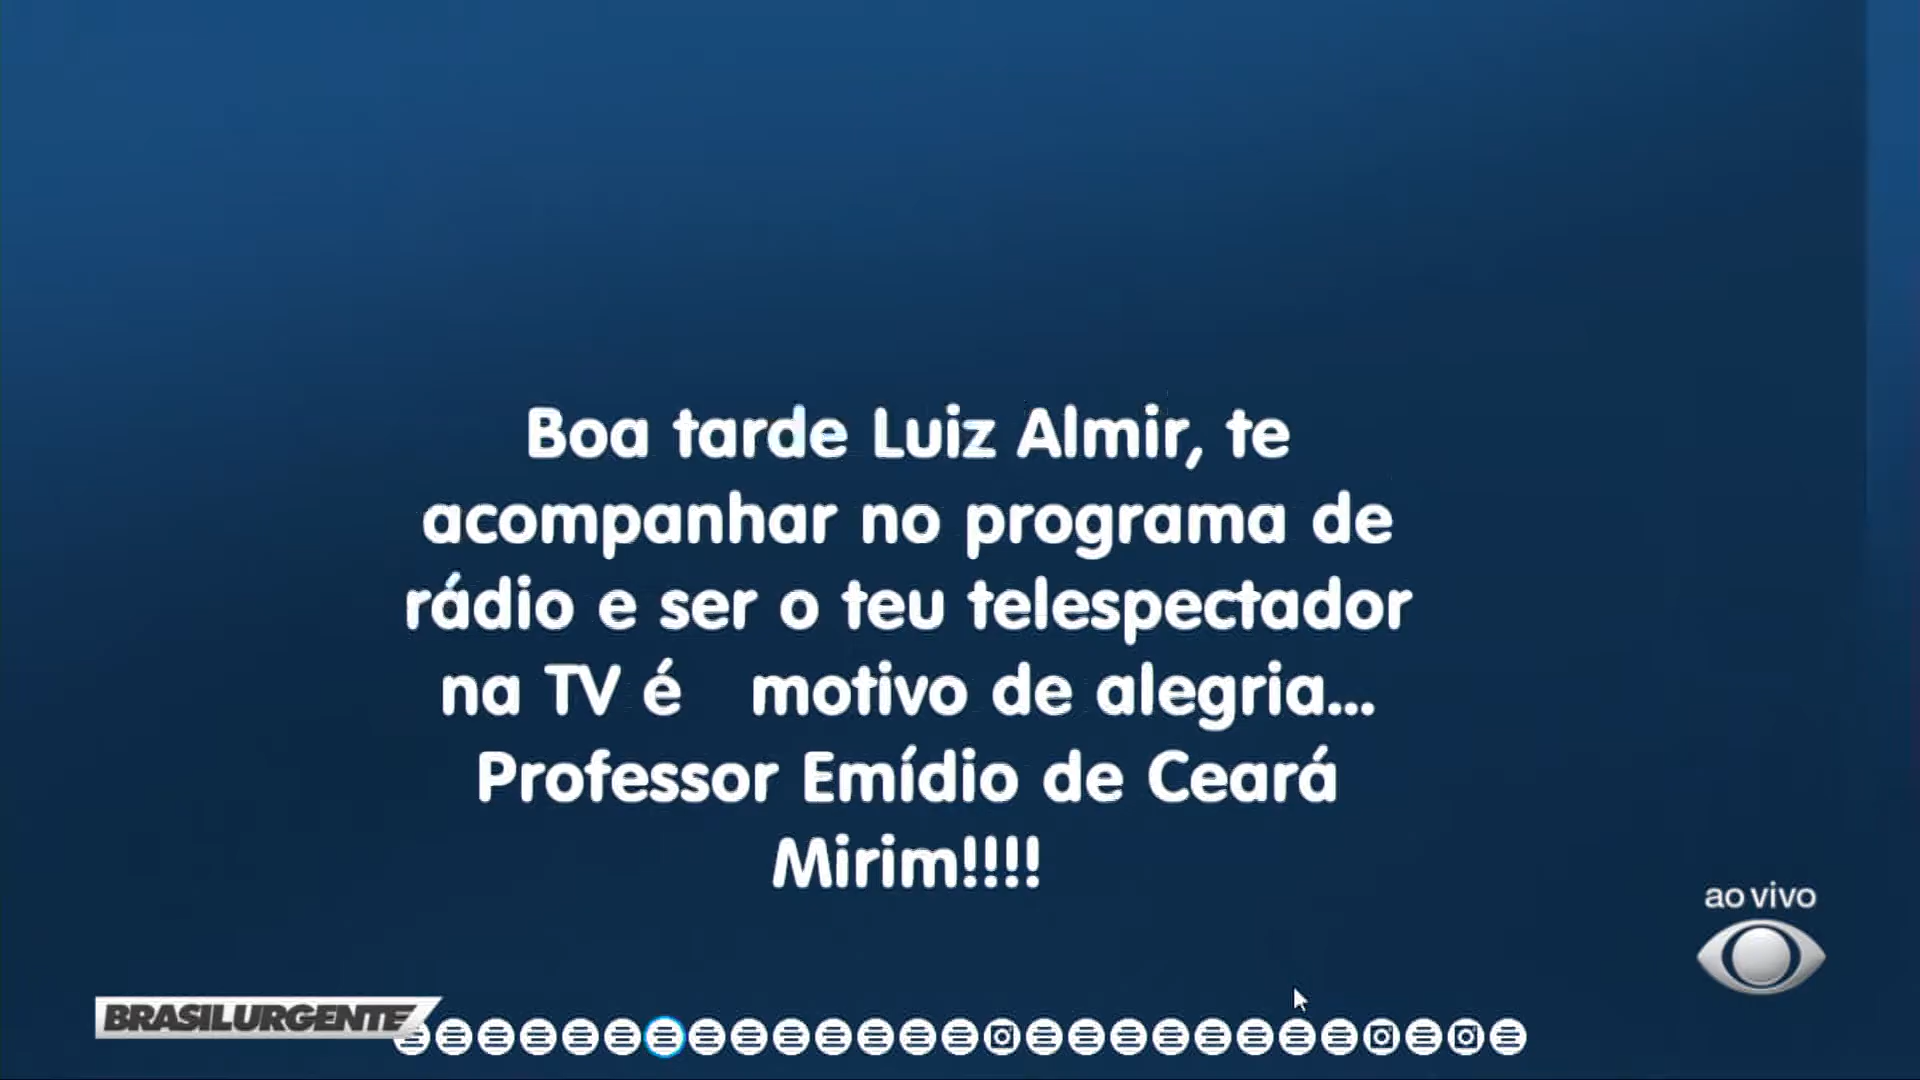 Boa tarde Luiz Almir, te
acompanhar no programa de
rádio e ser o teu telespectador
na TV é motivo de alegria...
Professor Emídio de Ceará
Mirim!!!!
ao vivo
BRASILURGENTE